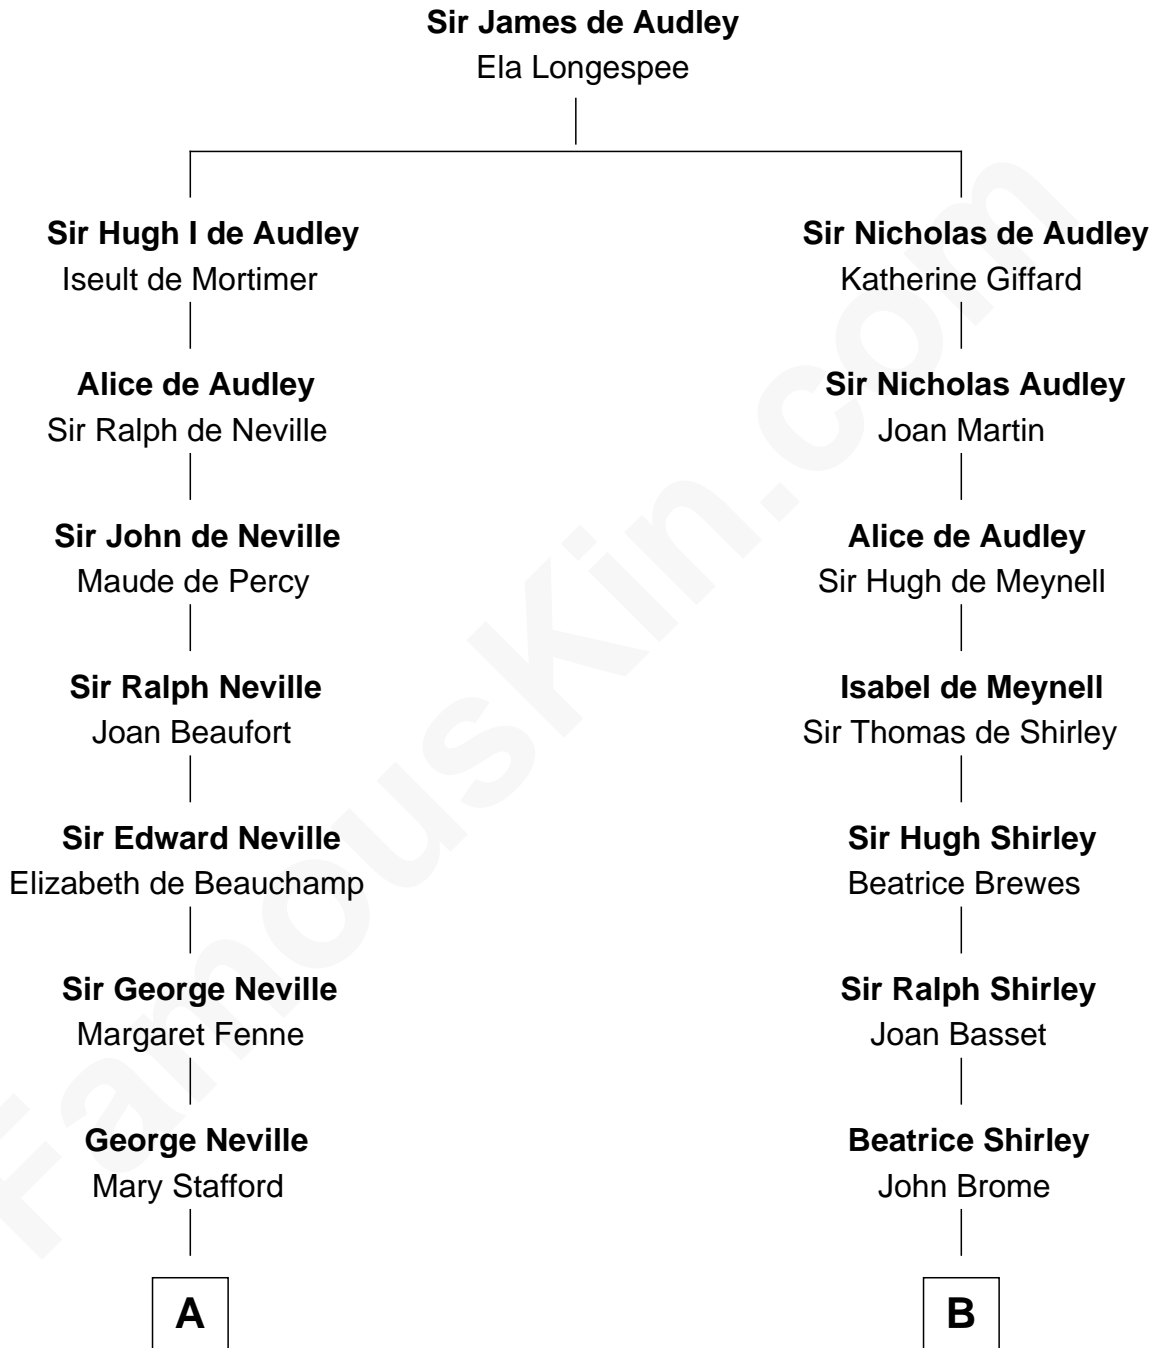 Sir James de Audley
Ela Longespee
Sir Hugh I de Audley
Iseult de Mortimer
Sir Nicholas de Audley
Katherine Giffard
Alice de Audley
Sir Ralph de Neville
Sir Nicholas Audley
Joan Martin
Sir John de Neville
Maude de Percy
Alice de Audley
Sir Hugh de Meynell
Sir Ralph Neville
Joan Beaufort
Isabel de Meynell
Sir Thomas de Shirley
Sir Edward Neville
Elizabeth de Beauchamp
Sir Hugh Shirley
Beatrice Brewes
Sir George Neville
Margaret Fenne
Sir Ralph Shirley
Joan Basset
George Neville
Mary Stafford
Beatrice Shirley
John Brome
A
B
FamousKin.com